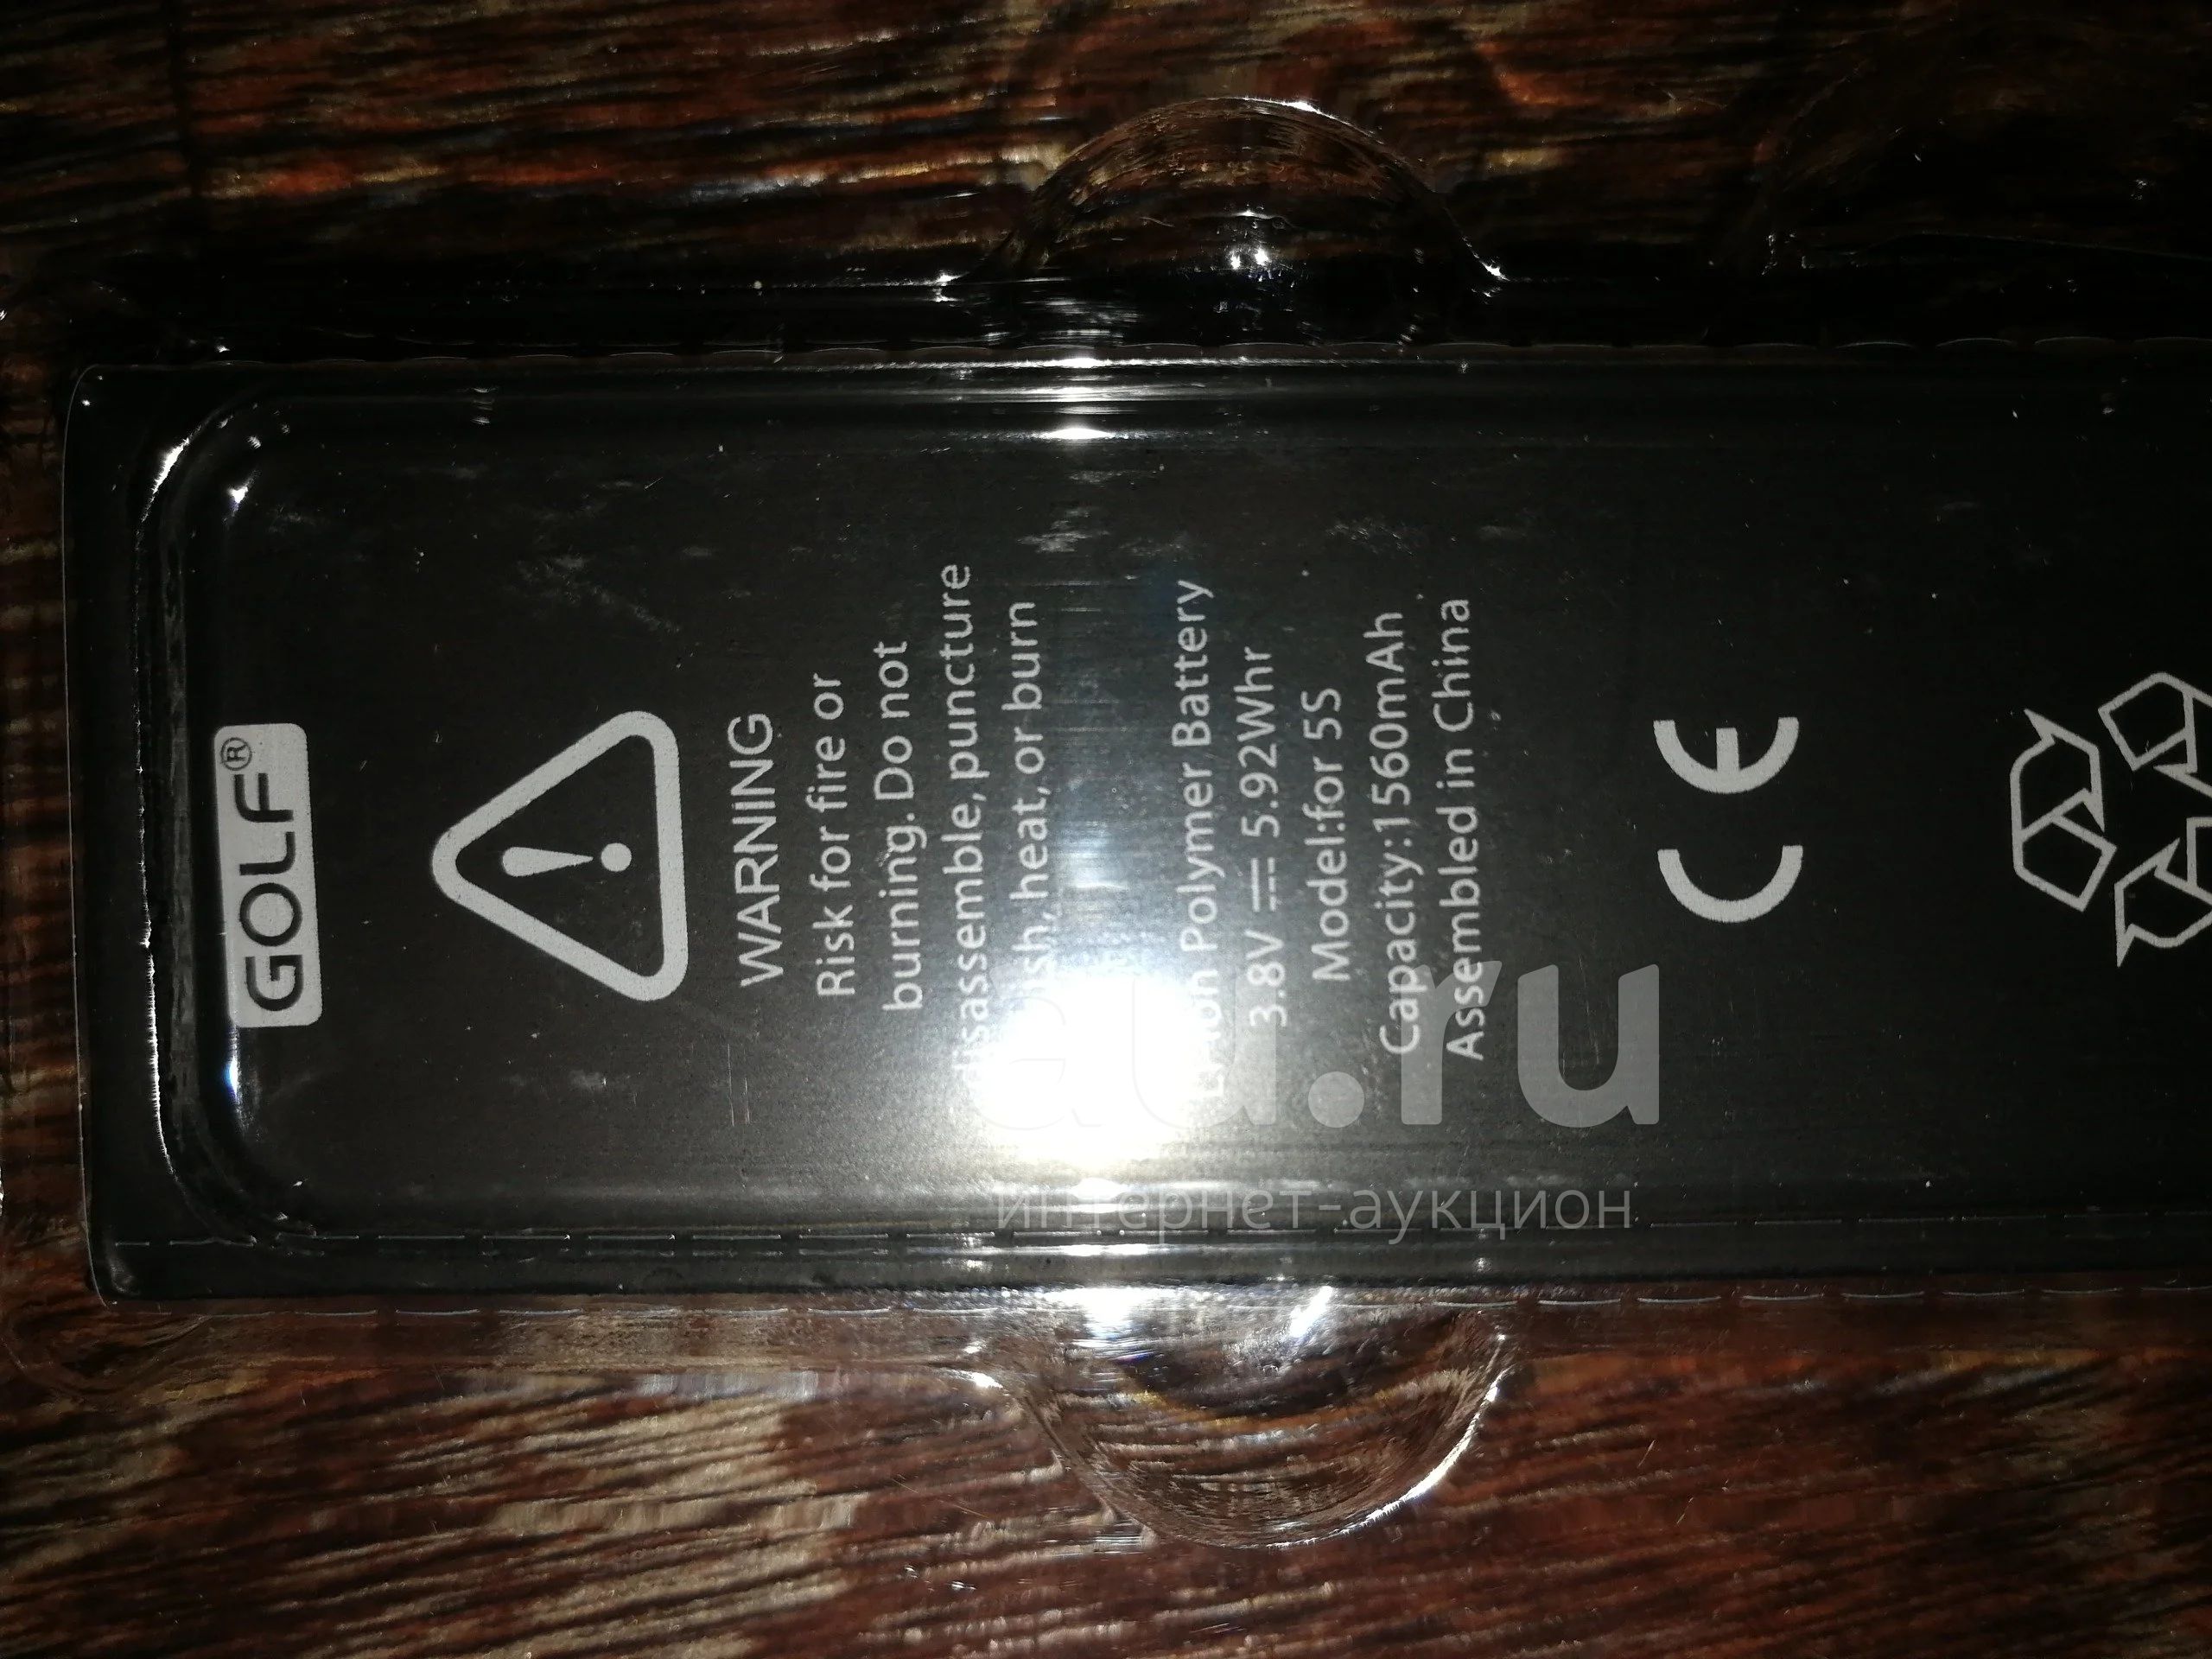 GOLF®
WARNING
Risk for fire or
burning. Do not
disassemble, puncture
heat, or burn
Polymer Battery
3.8V ⎓ 5.92Whr
Model:for 5S
Capacity:1560mAh
Assembled in China
CE
au.ru
интернет-аукцион